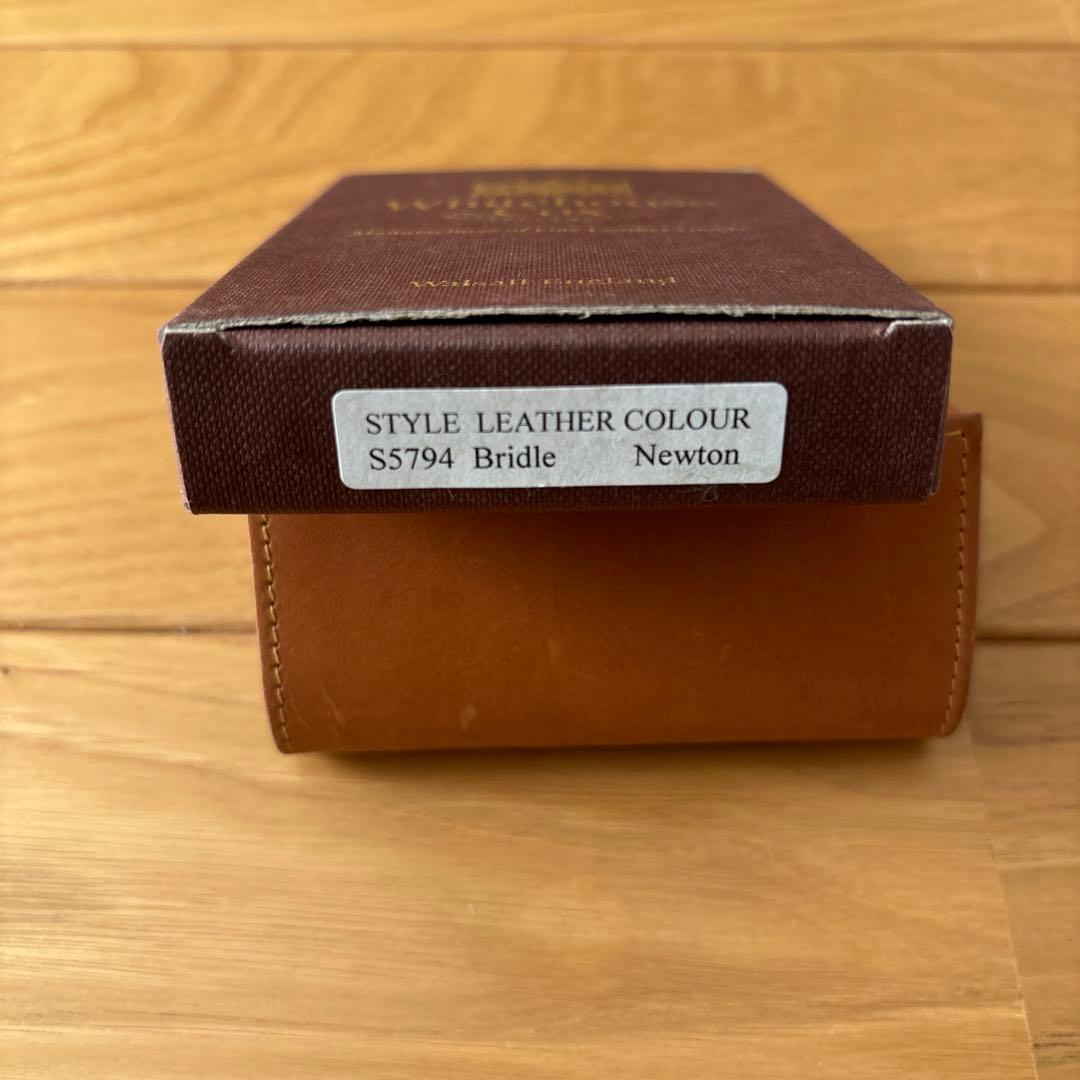 Whitehouse
& Cox
Walsall England
STYLE LEATHER COLOUR
S5794 Bridle Newton